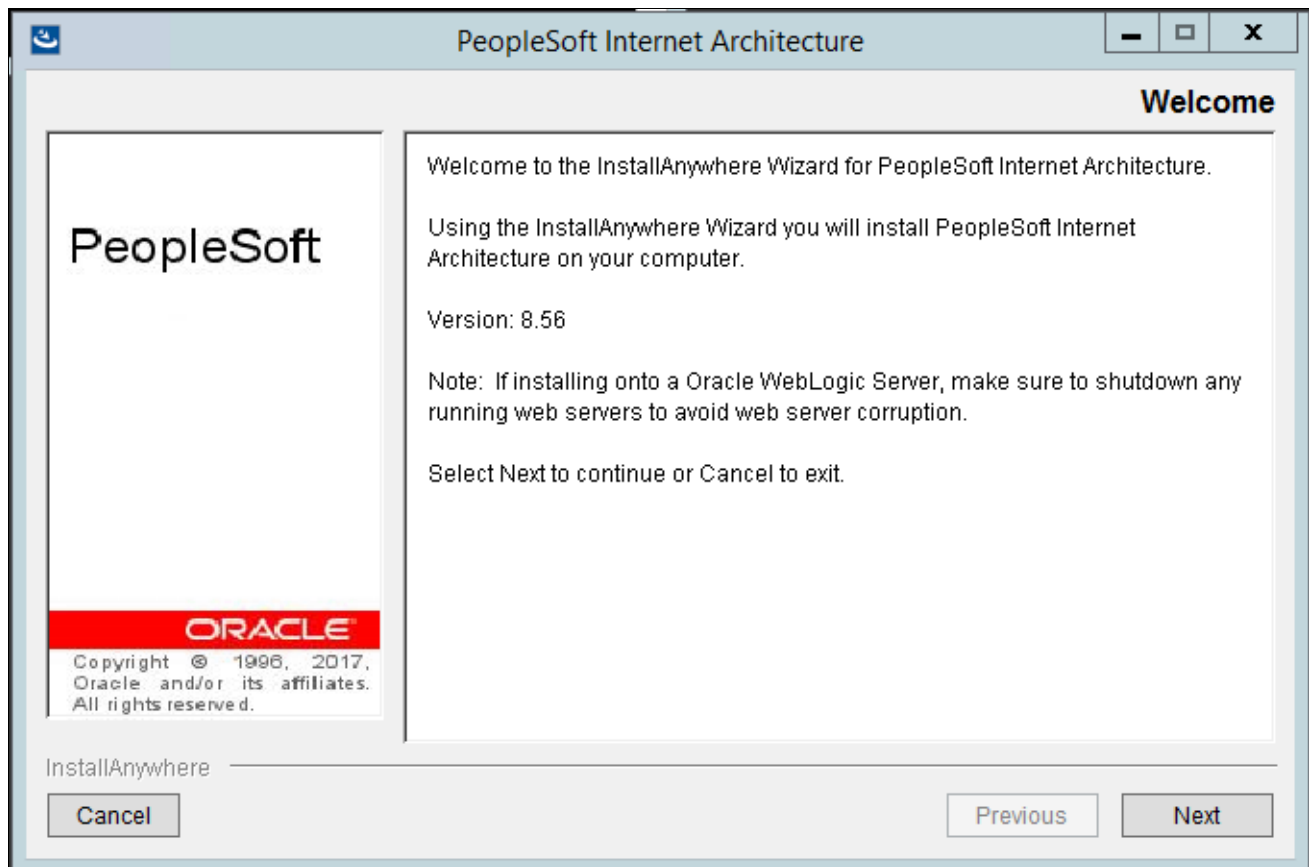 PeopleSoft Internet Architecture
Welcome
PeopleSoft
ORACLE
Copyright © 1996, 2017,
Oracle and/or its affiliates.
All rights reserved.
Welcome to the InstallAnywhere Wizard for PeopleSoft Internet Architecture.
Using the InstallAnywhere Wizard you will install PeopleSoft Internet
Architecture on your computer.
Version: 8.56
Note:  If installing onto a Oracle WebLogic Server, make sure to shutdown any
running web servers to avoid web server corruption.
Select Next to continue or Cancel to exit.
InstallAnywhere
Cancel
Previous
Next